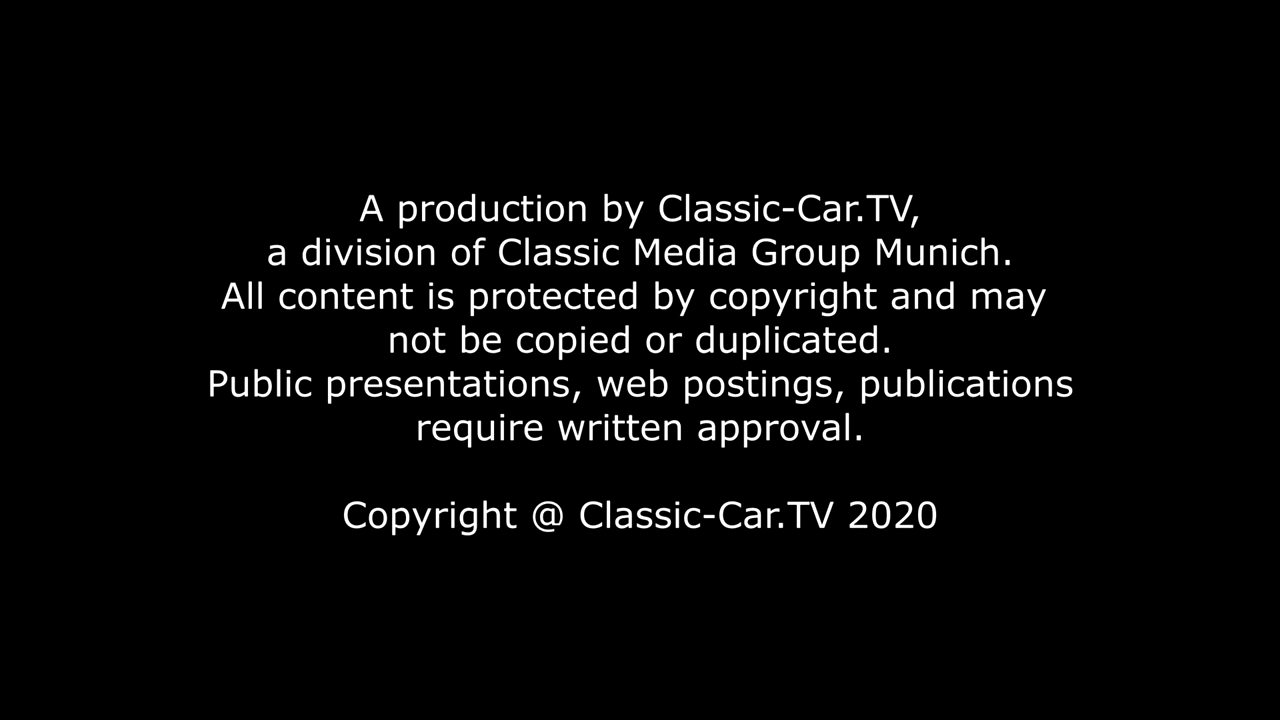 A production by Classic-Car.TV,
a division of Classic Media Group Munich.
All content is protected by copyright and may
not be copied or duplicated.
Public presentations, web postings, publications
require written approval.
Copyright @ Classic-Car.TV 2020